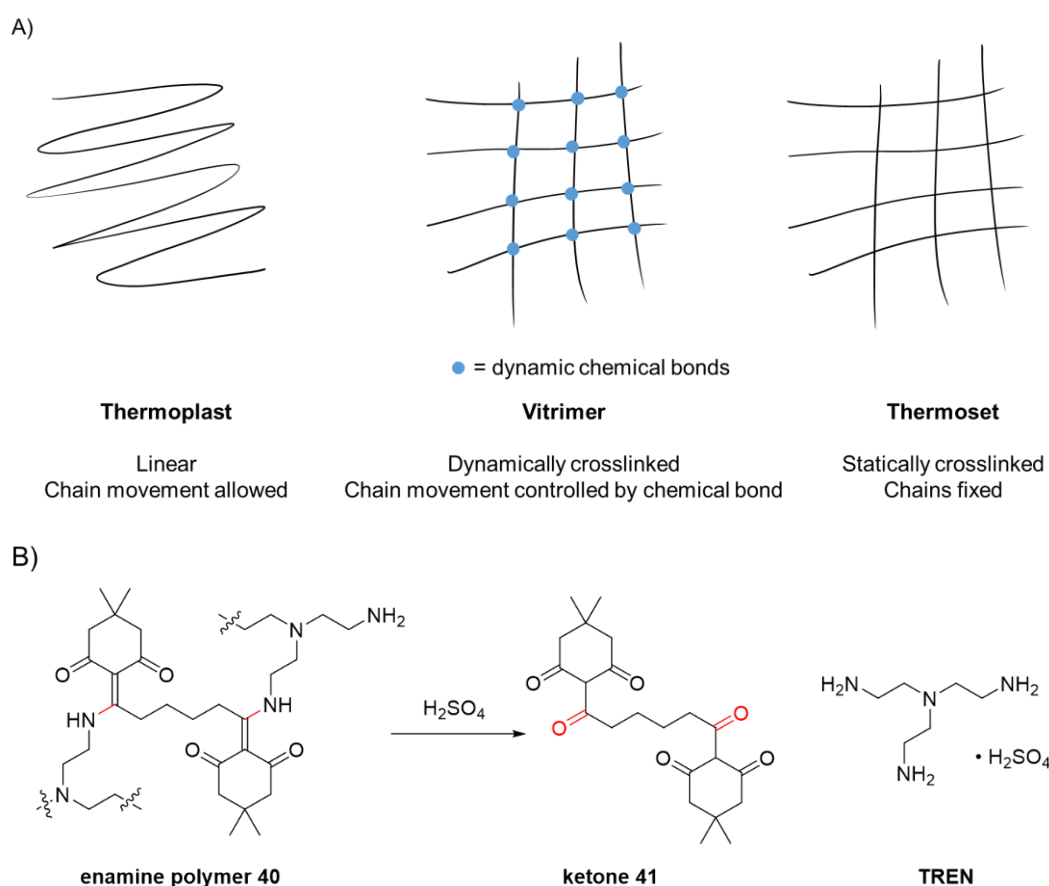 A)
= dynamic chemical bonds
Thermoplast
Vitrimer
Thermoset
Linear
Chain movement allowed
Dynamically crosslinked
Chain movement controlled by chemical bond
Statically crosslinked
Chains fixed
B)
O
O
HN
N
N
NH₂
NH
O
O
H₂SO₄
O
O
O
O
O
O
H₂N
N
NH₂
NH₂
• H₂SO₄
enamine polymer 40
ketone 41
TREN